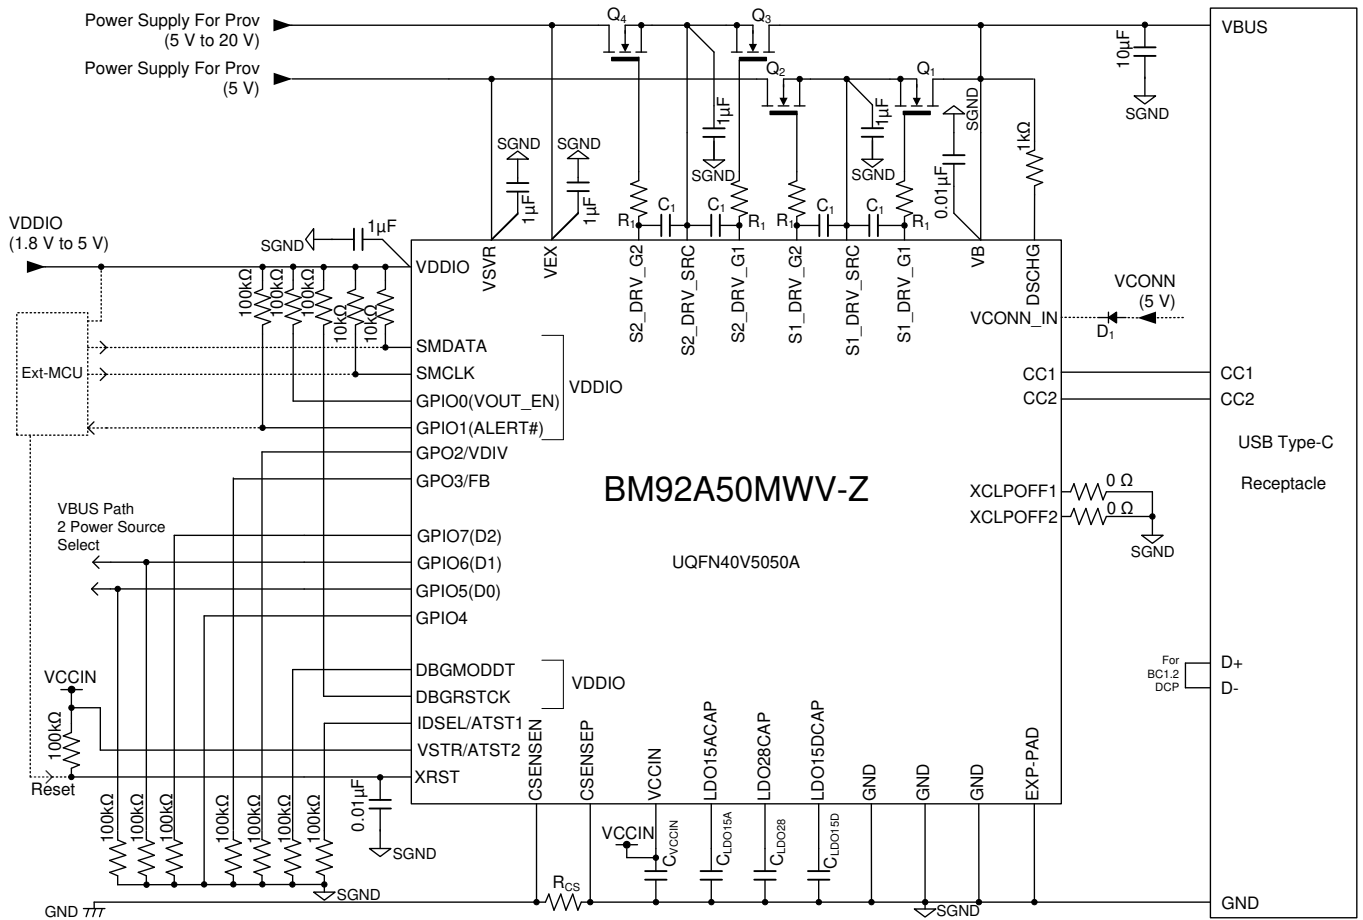 Power Supply For Prov
(5 V to 20 V)
Power Supply For Prov
(5 V)
Q4
Q3
Q2
Q1
VBUS
10µF
SGND
1µF
SGND
1µF
SGND
SGND
0.01µF
1kΩ
SGND
1µF
SGND
1µF
R1
C1
C1
R1
R1
C1
C1
R1
VDDIO
(1.8 V to 5 V)
SGND
1µF
VDDIO
VSVR
VEX
S2_DRV_G2
S2_DRV_SRC
S2_DRV_G1
S1_DRV_G2
S1_DRV_SRC
S1_DRV_G1
VB
DSCHG
100kΩ
100kΩ
100kΩ
10kΩ
10kΩ
VCONN
(5 V)
VCONN_IN
D1
Ext-MCU
SMDATA
SMCLK
GPIO0(VOUT_EN)
GPIO1(ALERT#)
VDDIO
GPO2/VDIV
GPO3/FB
CC1
CC2
CC1
CC2
USB Type-C
Receptacle
BM92A50MWV-Z
UQFN40V5050A
XCLPOFF1
0 Ω
XCLPOFF2
0 Ω
SGND
VBUS Path
2 Power Source
Select
GPIO7(D2)
GPIO6(D1)
GPIO5(D0)
GPIO4
DBGMODDT
DBGRSTCK
VDDIO
IDSEL/ATST1
VSTR/ATST2
XRST
VCCIN
100kΩ
Reset
For
BC1.2
DCP
D+
D-
CSENSEN
CSENSEP
VCCIN
LDO15ACAP
LDO28CAP
LDO15DCAP
GND
GND
GND
EXP-PAD
100kΩ
100kΩ
100kΩ
100kΩ
100kΩ
100kΩ
100kΩ
0.01µF
SGND
SGND
VCCIN
CVCCIN
CLDO15A
CLDO28
CLDO15D
RCS
GND
SGND
GND